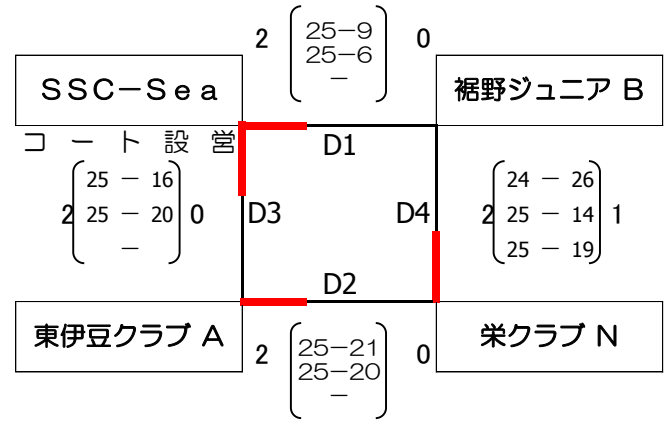 2 25-9 0
25-6
-
SSC-Sea
裾野ジュニア B
コート設営
D1
25 - 16
2 25 - 20 0
-
D3
D4
24 - 26
2 25 - 14 1
25 - 19
D2
東伊豆クラブ A
栄クラブ N
2 25-21 0
25-20
-